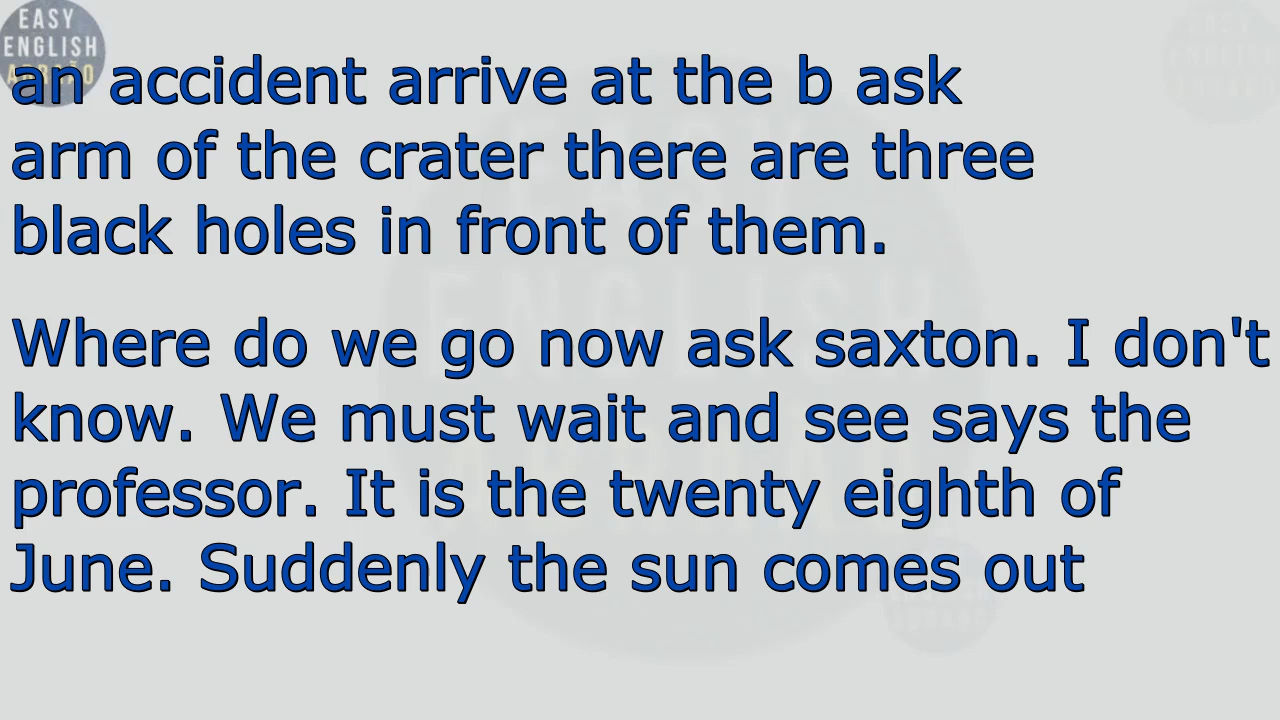 EASY
ENGLISH
an accident arrive at the b ask
arm of the crater there are three
black holes in front of them.
Where do we go now ask saxton. I don't
know. We must wait and see says the
professor. It is the twenty eighth of
June. Suddenly the sun comes out